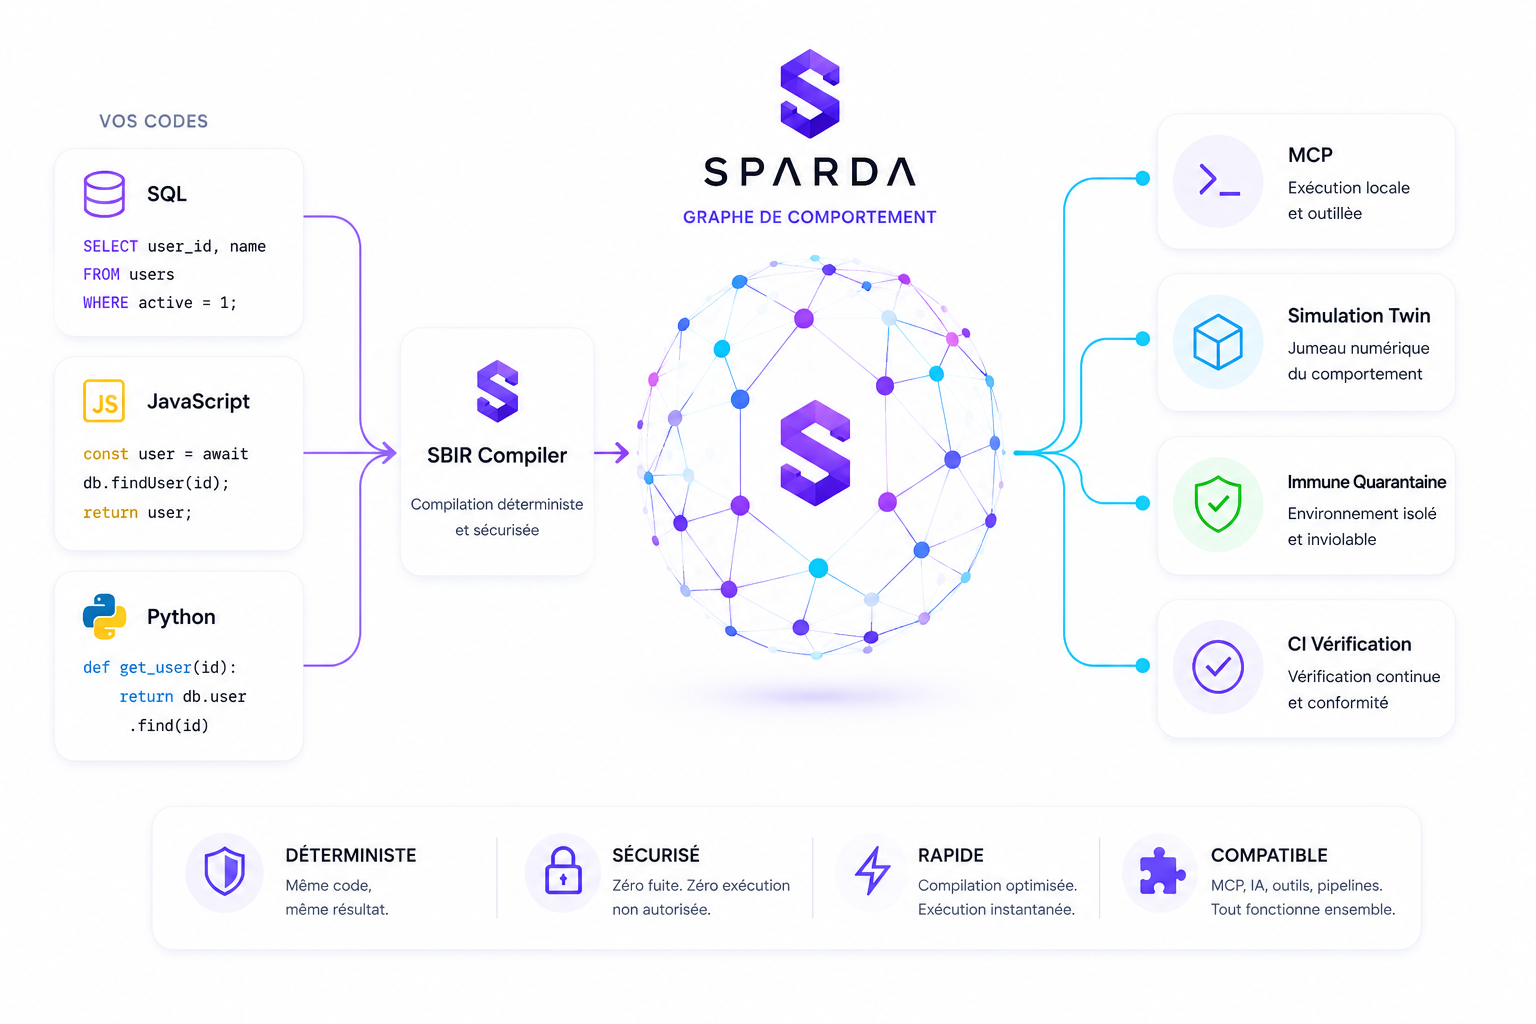 VOS CODES
SQL
SELECT user_id, name
FROM users
WHERE active = 1;
JS
JavaScript
const user = await
db.findUser(id);
return user;
Python
def get_user(id):
return db.user
.find(id)
SBIR Compiler
Compilation déterministe
et sécurisée
SPARDA
GRAPHE DE COMPORTEMENT
MCP
Exécution locale
et outillèe
Simulation Twin
Jumeau numérique
du comportement
Immune Quarantaine
Environnement isolé
et inviolable
CI Vérification
Vérification continue
et conformité
DÉTERMINISTE
Même code,
même résultat.
SÉCURISÉ
Zéro fuite. Zéro exécution
non autorisée.
RAPIDE
Compilation optimisée.
Exécution instantanée.
COMPATIBLE
MCP, IA, outils, pipelines.
Tout fonctionne ensemble.